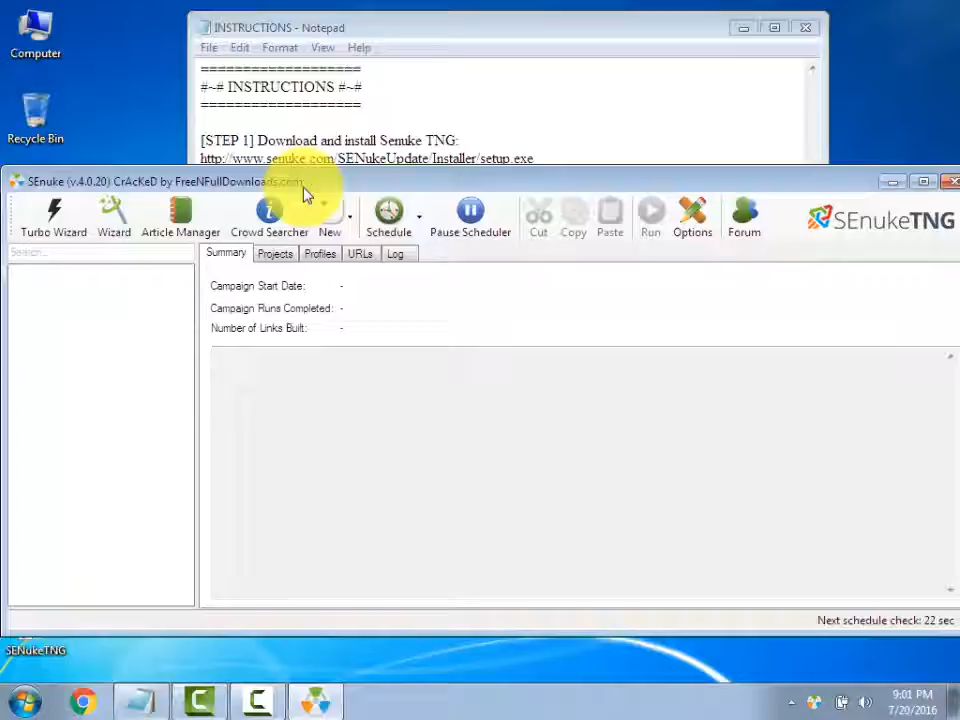 Computer
Recycle Bin
INSTRUCTIONS - Notepad
File Edit Format View Help
===================
#~# INSTRUCTIONS #~#
===================
[STEP 1] Download and install Senuke TNG:
http://www.senuke.com/SENukeUpdate/Installer/setup.exe
SEnuke (v.4.0.20) CrAcKeD by FreeNFullDownloads.com
Turbo Wizard Wizard Article Manager Crowd Searcher New Schedule Pause Scheduler Cut Copy Paste Run Options Forum
SEnukeTNG
Search...
Summary Projects Profiles URLs Log
Campaign Start Date: -
Campaign Runs Completed: -
Number of Links Built: -
Next schedule check: 22 sec
SENukeTNG
9:01 PM
7/20/2016